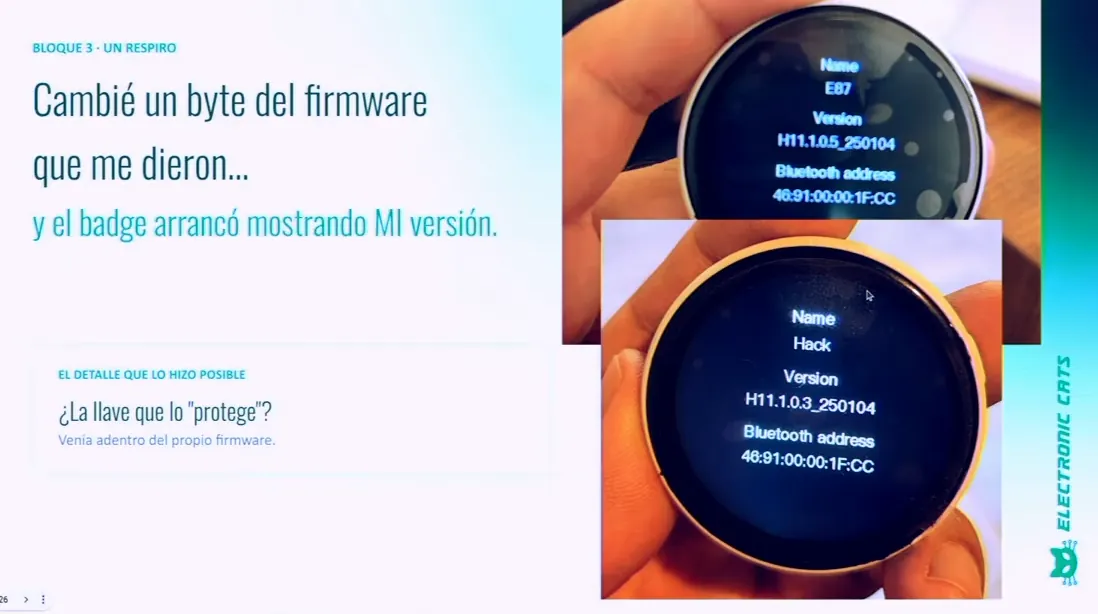 BLOQUE 3 · UN RESPIRO
Cambié un byte del firmware
que me dieron...
y el badge arrancó mostrando MI versión.
EL DETALLE QUE LO HIZO POSIBLE
¿La llave que lo "protege"?
Venía adentro del propio firmware.
Name
E87
Version
H11.1.0.5_250104
Bluetooth address
46:91:00:00:1F:CC
Name
Hack
Version
H11.1.0.3_250104
Bluetooth address
46:91:00:00:1F:CC
ELECTRONIC CATS
26